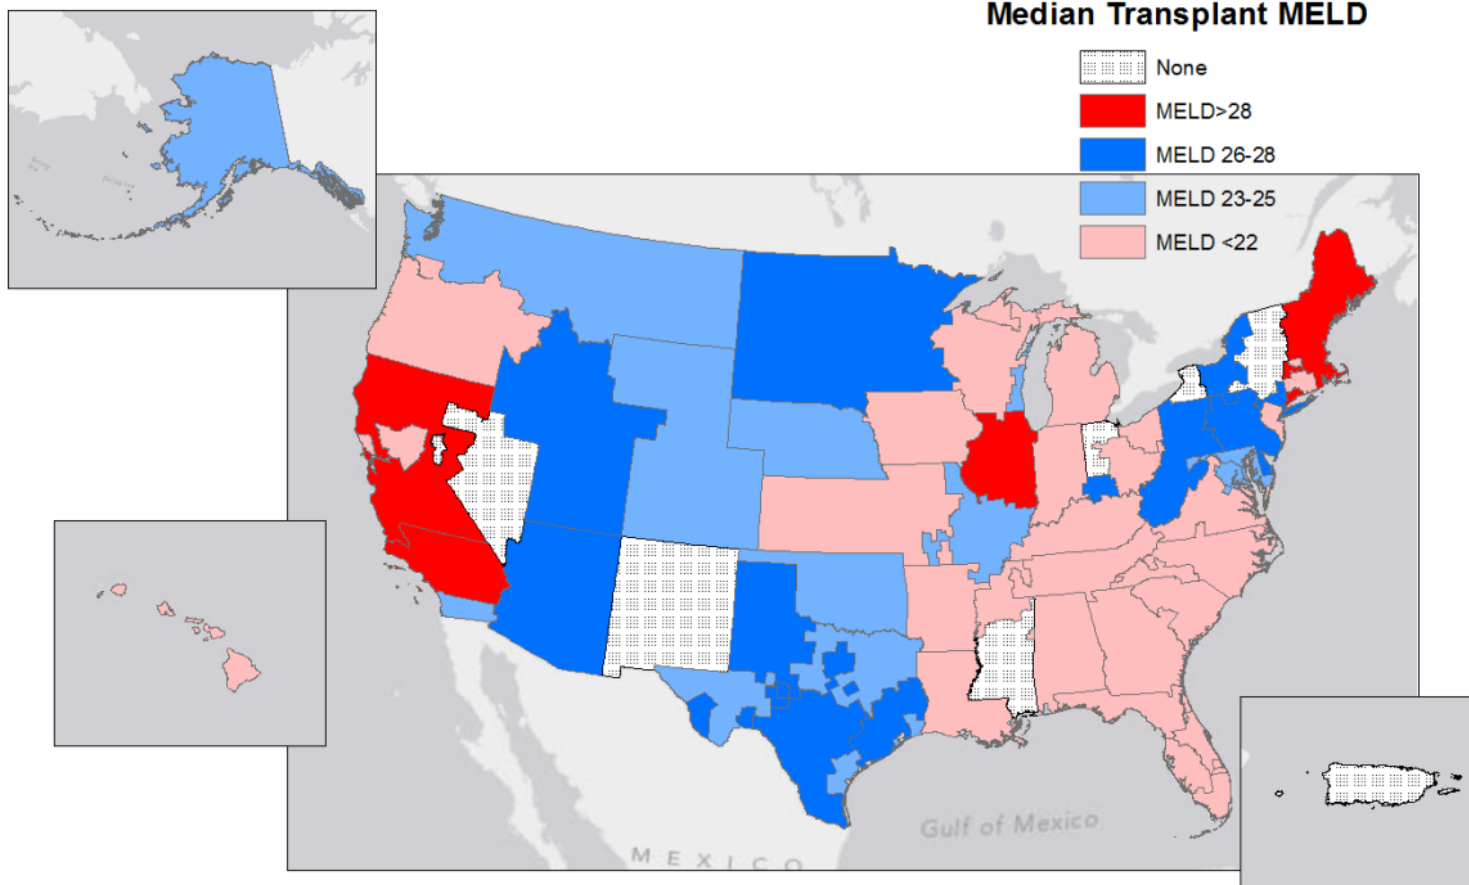 Median Transplant MELD
None
MELD>28
MELD 26-28
MELD 23-25
MELD <22
Gulf of Mexico
MEXICO